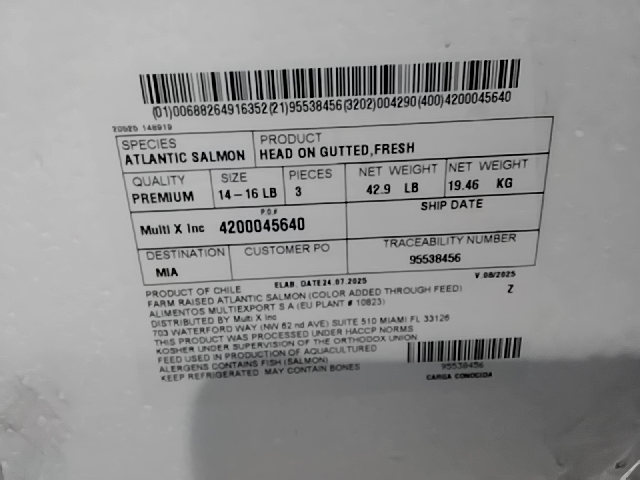 (01)00688264916352(21)95538456(3202)004290(400)4200045640
20525 148919
SPECIES PRODUCT
ATLANTIC SALMON HEAD ON GUTTED,FRESH
QUALITY SIZE PIECES NET WEIGHT NET WEIGHT
PREMIUM 14 - 16 LB 3 42.9 LB 19.46 KG
P.O.# SHIP DATE
Multi X Inc 4200045640
DESTINATION CUSTOMER PO TRACEABILITY NUMBER
MIA 95538456
PRODUCT OF CHILE ELAB. DATE24.07.2025 V.08/2025
FARM RAISED ATLANTIC SALMON (COLOR ADDED THROUGH FEED) Z
ALIMENTOS MULTIEXPORT S A (EU PLANT # 10823)
DISTRIBUTED BY Multi X Inc
703 WATERFORD WAY (NW 62 nd AVE) SUITE 510 MIAMI FL 33126
THIS PRODUCT WAS PROCESSED UNDER HACCP NORMS
KOSHER UNDER SUPERVISION OF THE ORTHODOX UNION
FEED USED IN PRODUCTION OF AQUACULTURED
ALERGENS CONTAINS FISH (SALMON)
KEEP REFRIGERATED MAY CONTAIN BONES
95538456
CARGA CONOCIDA